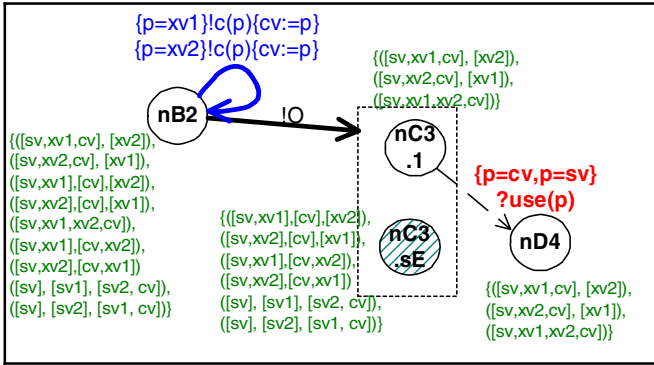 {p=xv1}!c(p){cv:=p}
{p=xv2}!c(p){cv:=p}
{([sv,xv1,cv], [xv2]),
([sv,xv2,cv], [xv1]),
([sv,xv1,xv2,cv])}
nB2
!O
nC3
.1
{p=cv,p=sv}
?use(p)
{([sv,xv1,cv], [xv2]),
([sv,xv2,cv], [xv1]),
([sv,xv1],[cv],[xv2]),
([sv,xv2],[cv],[xv1]),
([sv,xv1,xv2,cv]),
([sv,xv1],[cv,xv2]),
([sv,xv2],[cv,xv1])
([sv], [sv1], [sv2, cv]),
([sv], [sv2], [sv1, cv])}
{([sv,xv1],[cv],[xv2]),
([sv,xv2],[cv],[xv1]),
([sv,xv1],[cv,xv2]),
([sv,xv2],[cv,xv1])
([sv], [sv1], [sv2, cv]),
([sv], [sv2], [sv1, cv])}
nC3
.sE
nD4
{([sv,xv1,cv], [xv2]),
([sv,xv2,cv], [xv1]),
([sv,xv1,xv2,cv])}